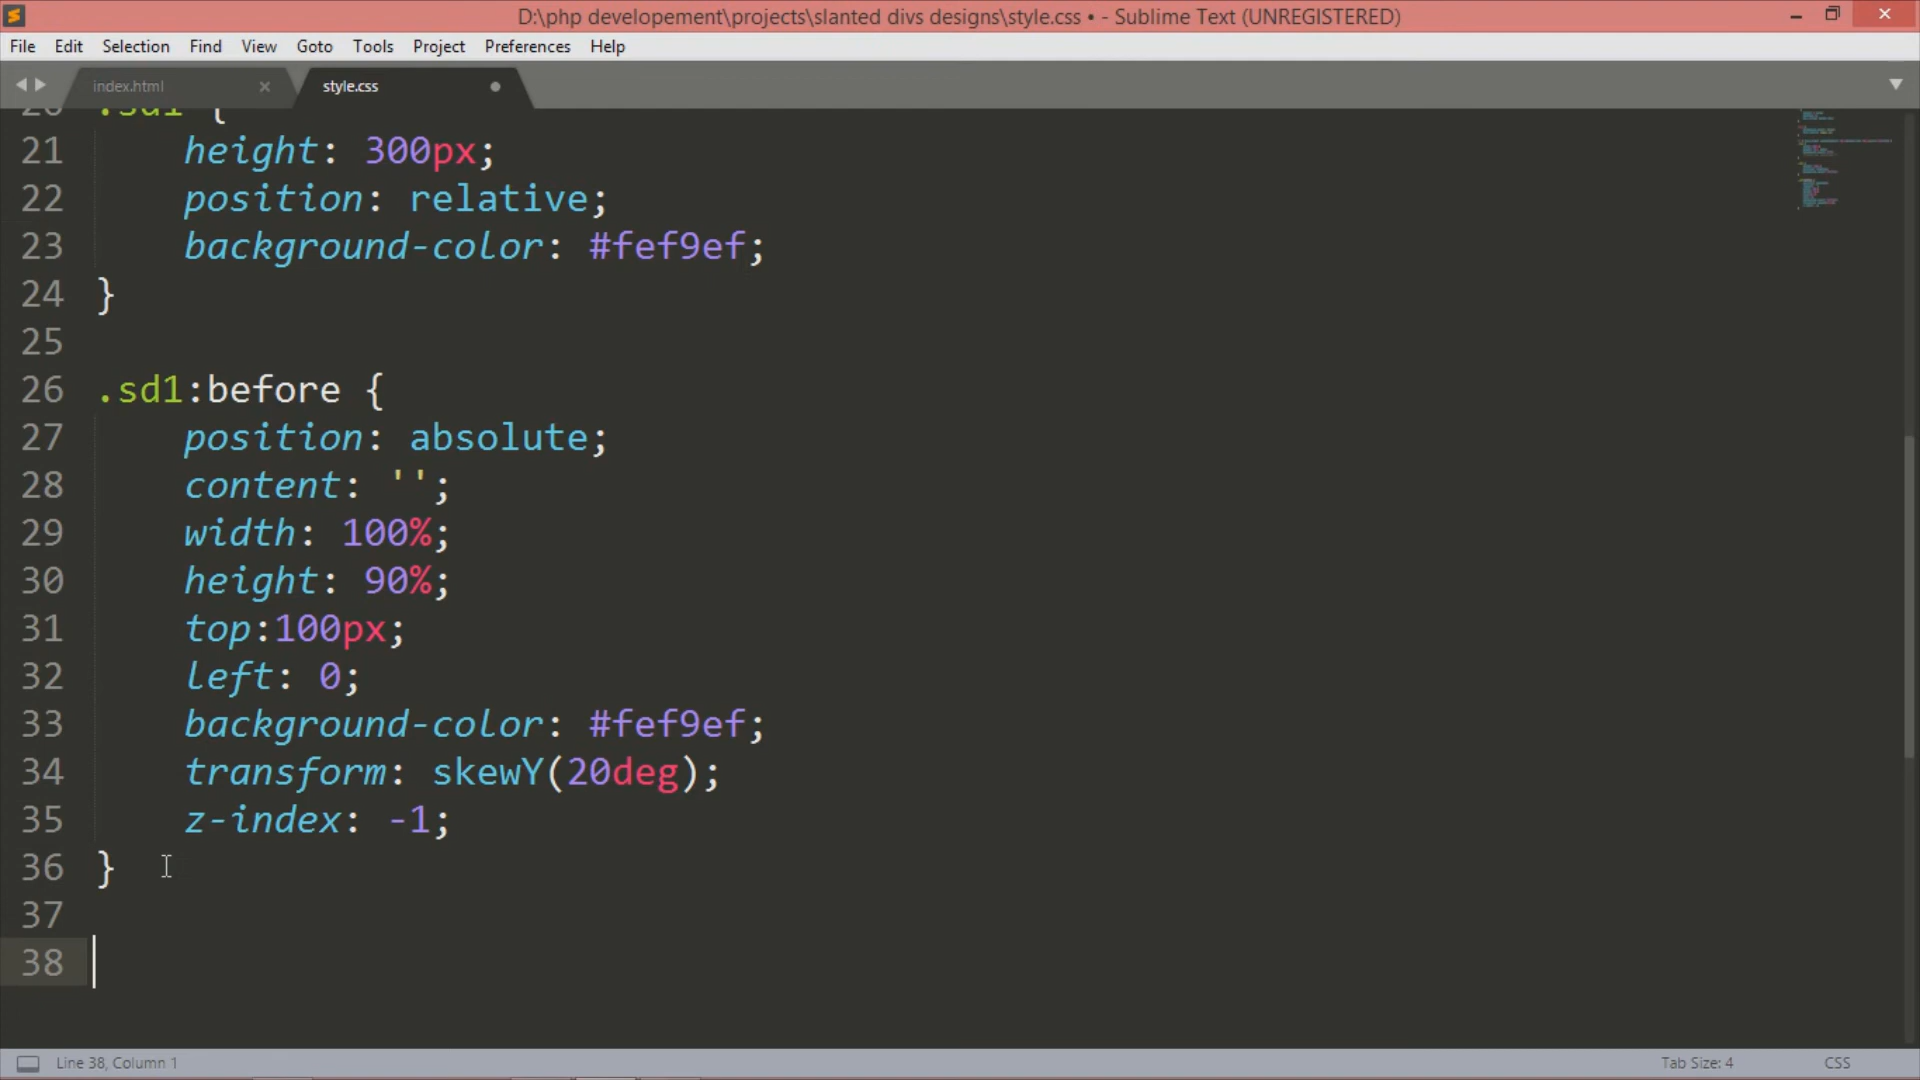 D:\php developement\projects\slanted divs designs\style.css • - Sublime Text (UNREGISTERED)
File Edit Selection Find View Goto Tools Project Preferences Help
index.html style.css
20 .sd1 {
21 height: 300px;
22 position: relative;
23 background-color: #fef9ef;
24 }
25
26 .sd1:before {
27 position: absolute;
28 content: '';
29 width: 100%;
30 height: 90%;
31 top:100px;
32 left: 0;
33 background-color: #fef9ef;
34 transform: skewY(20deg);
35 z-index: -1;
36 }
37
38
Line 38, Column 1 Tab Size: 4 CSS